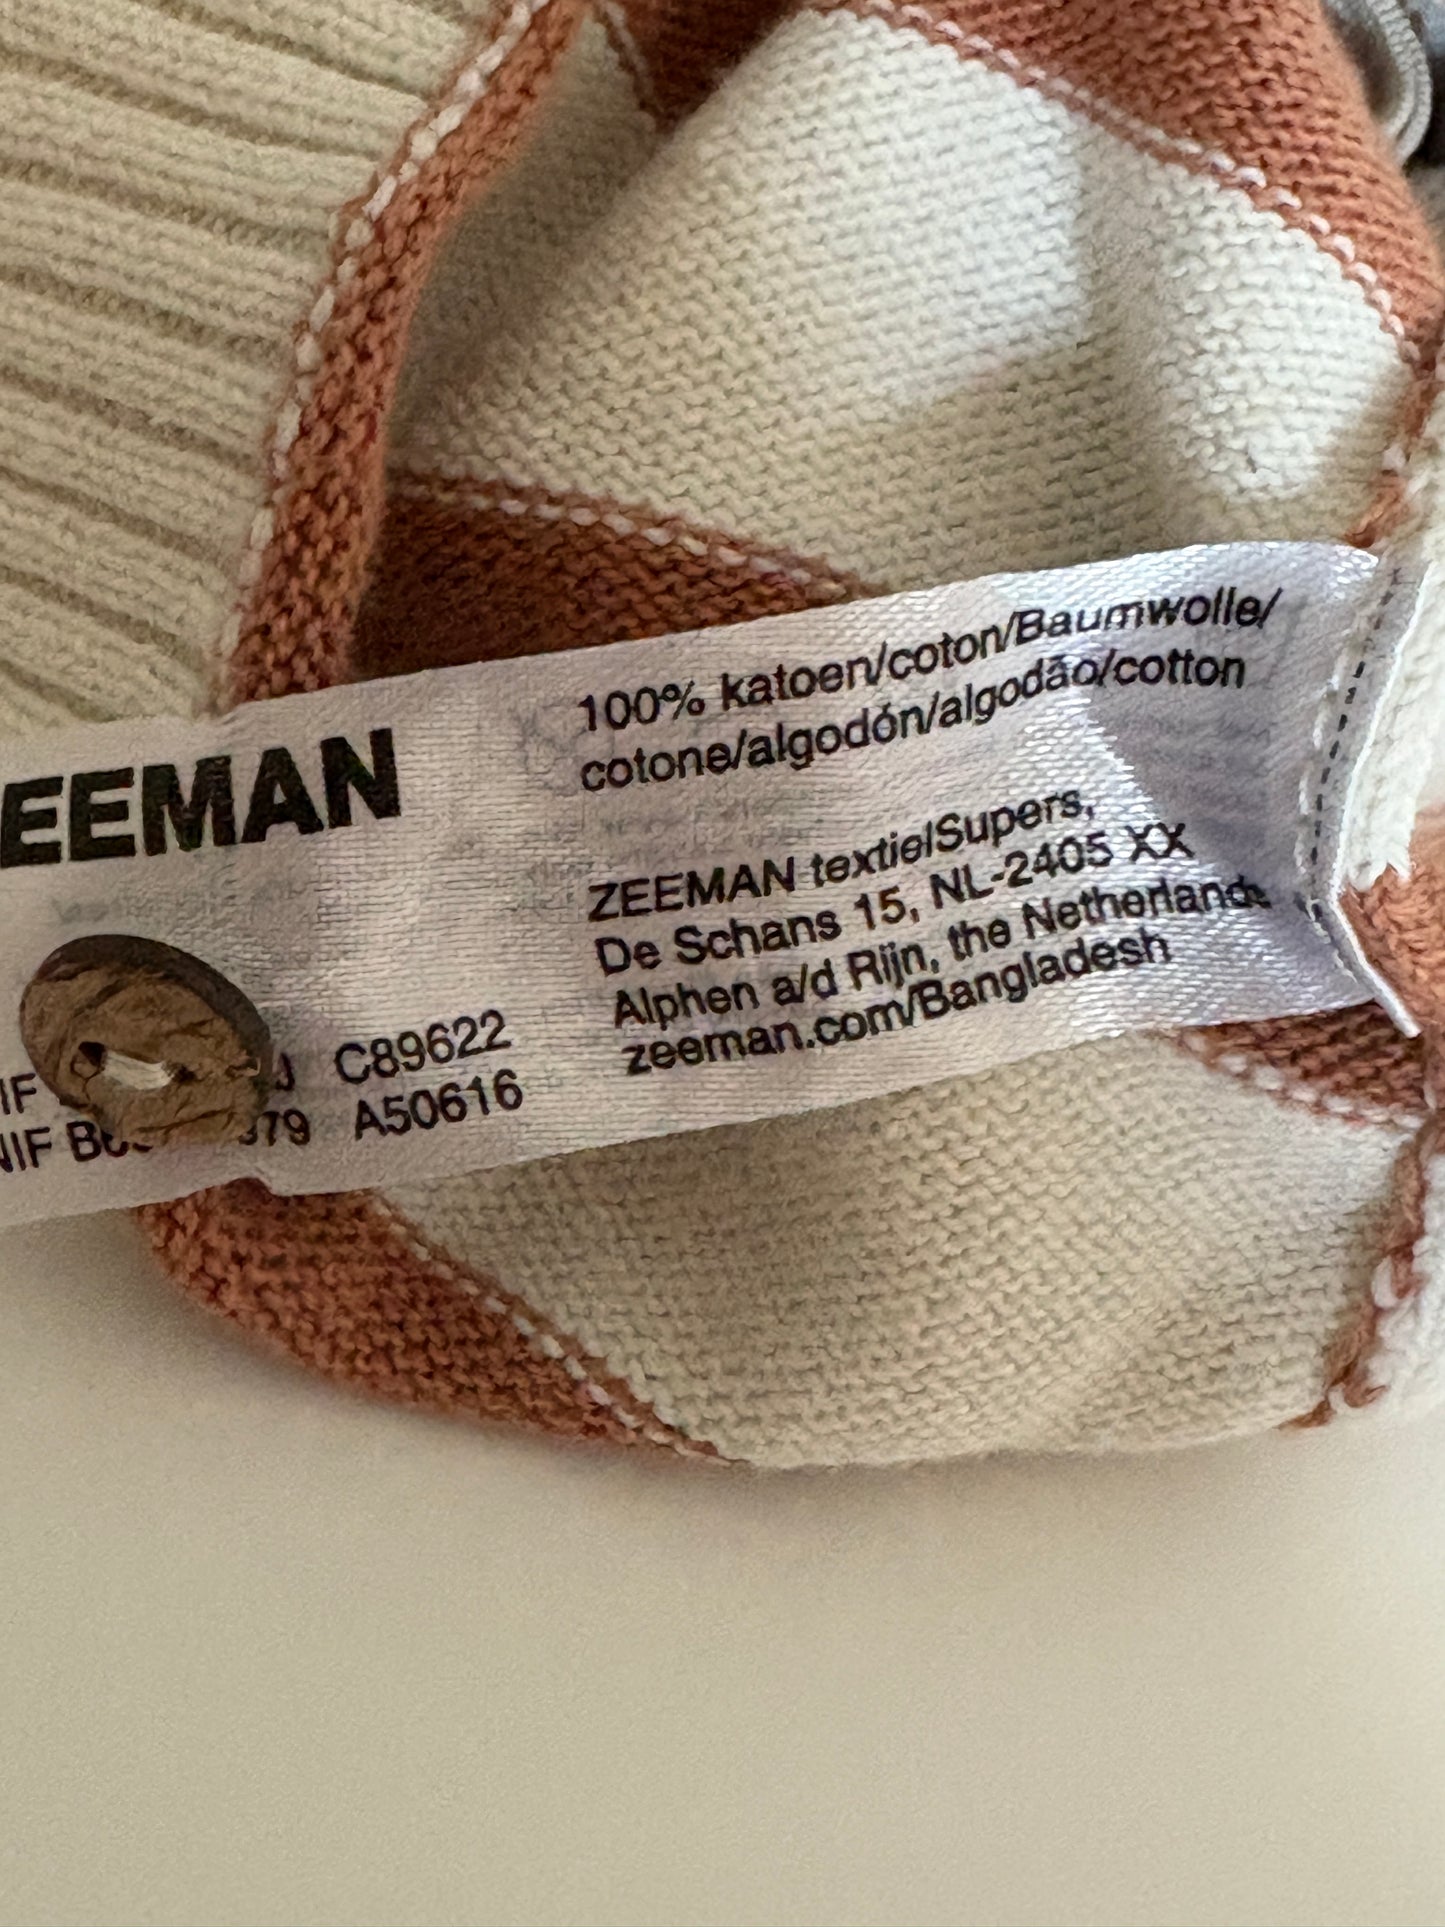 EEMAN
100% katoen/coton/Baumwolle/
cotone/algodón/algodão/cotton
ZEEMAN textielSupers,
De Schans 15, NL-2405 XX
Alphen a/d Rijn, the Netherlands
zeeman.com/Bangladesh
C89622
NIF A50616